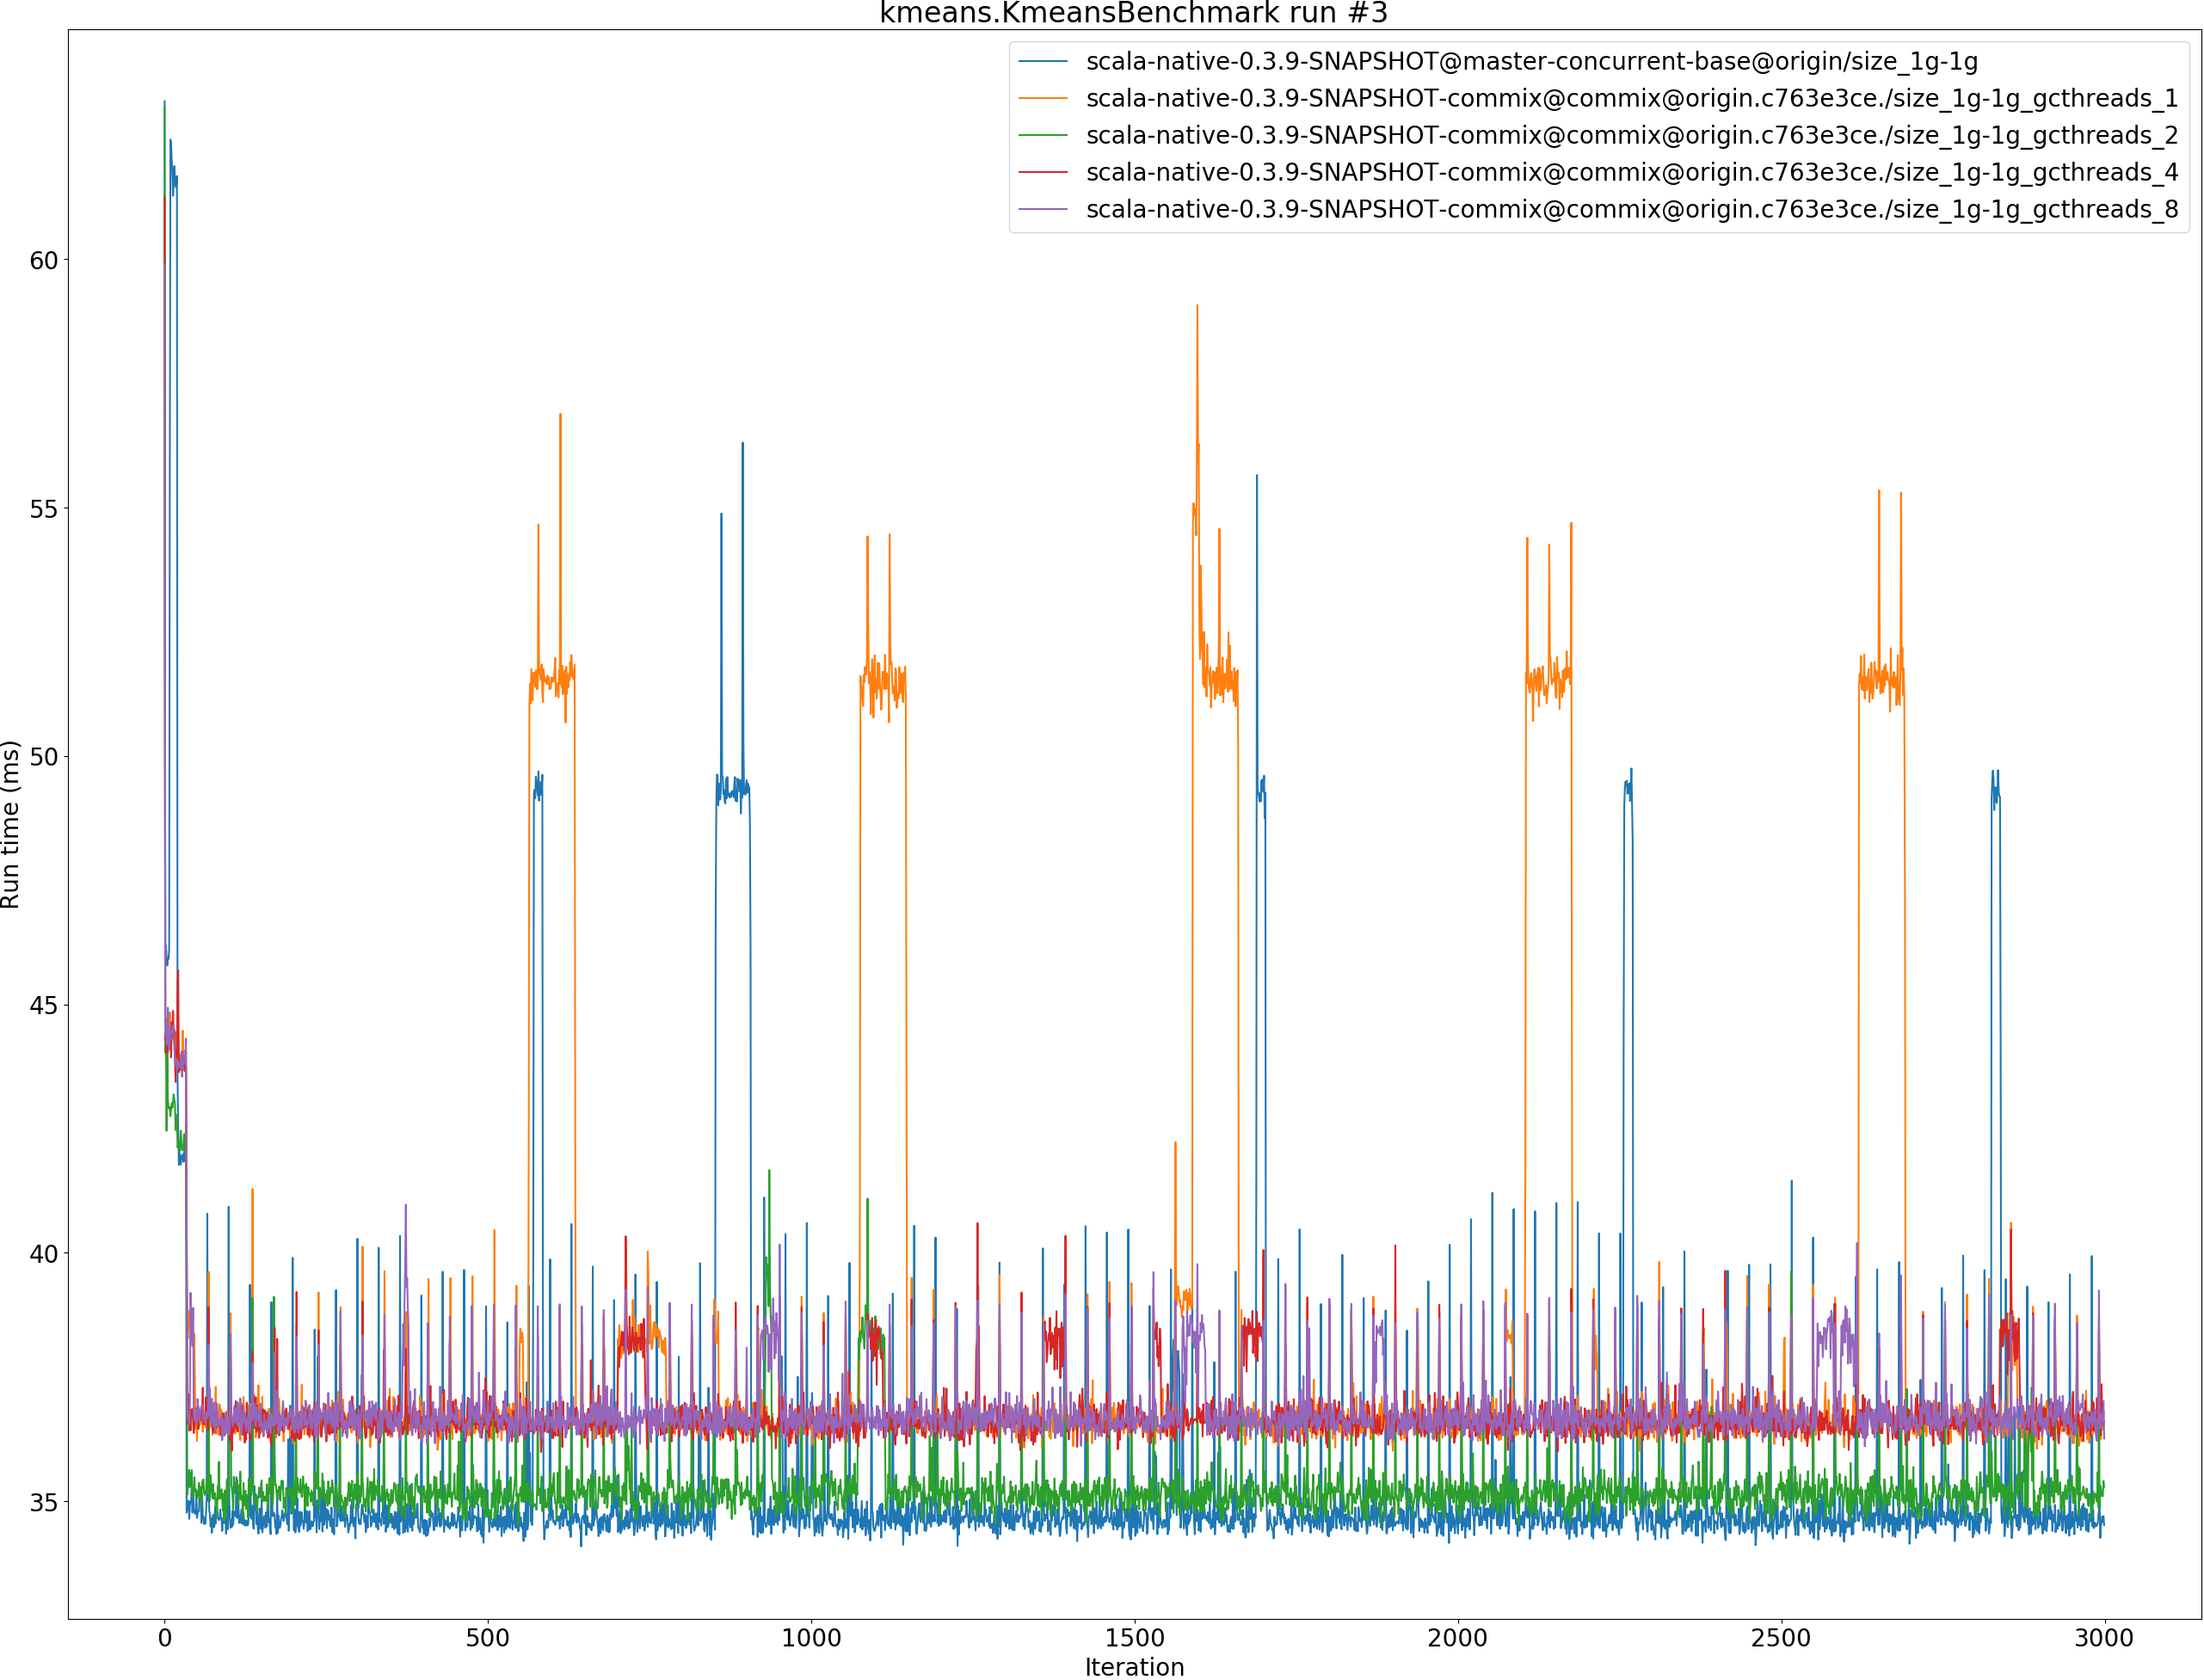 kmeans.KmeansBenchmark run #3
scala-native-0.3.9-SNAPSHOT@master-concurrent-base@origin/size_1g-1g
scala-native-0.3.9-SNAPSHOT-commix@commix@origin.c763e3ce./size_1g-1g_gcthreads_1
scala-native-0.3.9-SNAPSHOT-commix@commix@origin.c763e3ce./size_1g-1g_gcthreads_2
scala-native-0.3.9-SNAPSHOT-commix@commix@origin.c763e3ce./size_1g-1g_gcthreads_4
scala-native-0.3.9-SNAPSHOT-commix@commix@origin.c763e3ce./size_1g-1g_gcthreads_8
60
55
50
Run time (ms)
45
40
35
0 500 1000 1500 2000 2500 3000
Iteration